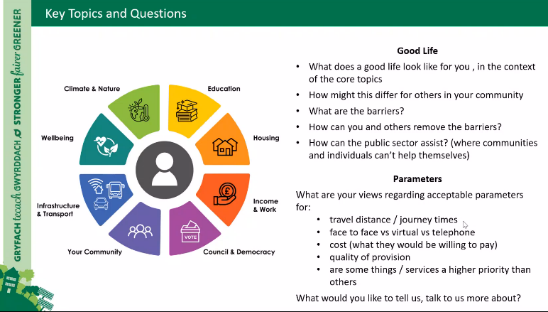 Key Topics and Questions
GRYFACH tecach GWYRDDACH STRONGER fairer GREENER
Climate & Nature
Education
Wellbeing
Housing
Infrastructure
& Transport
Income
& Work
Your Community
Council & Democracy
VOTE
Good Life
• What does a good life look like for you , in the context
of the core topics
• How might this differ for others in your community
• What are the barriers?
• How can you and others remove the barriers?
• How can the public sector assist? (where communities
and individuals can't help themselves)
Parameters
What are your views regarding acceptable parameters
for:
• travel distance / journey times
• face to face vs virtual vs telephone
• cost (what they would be willing to pay)
• quality of provision
• are some things / services a higher priority than
others
What would you like to tell us, talk to us more about?